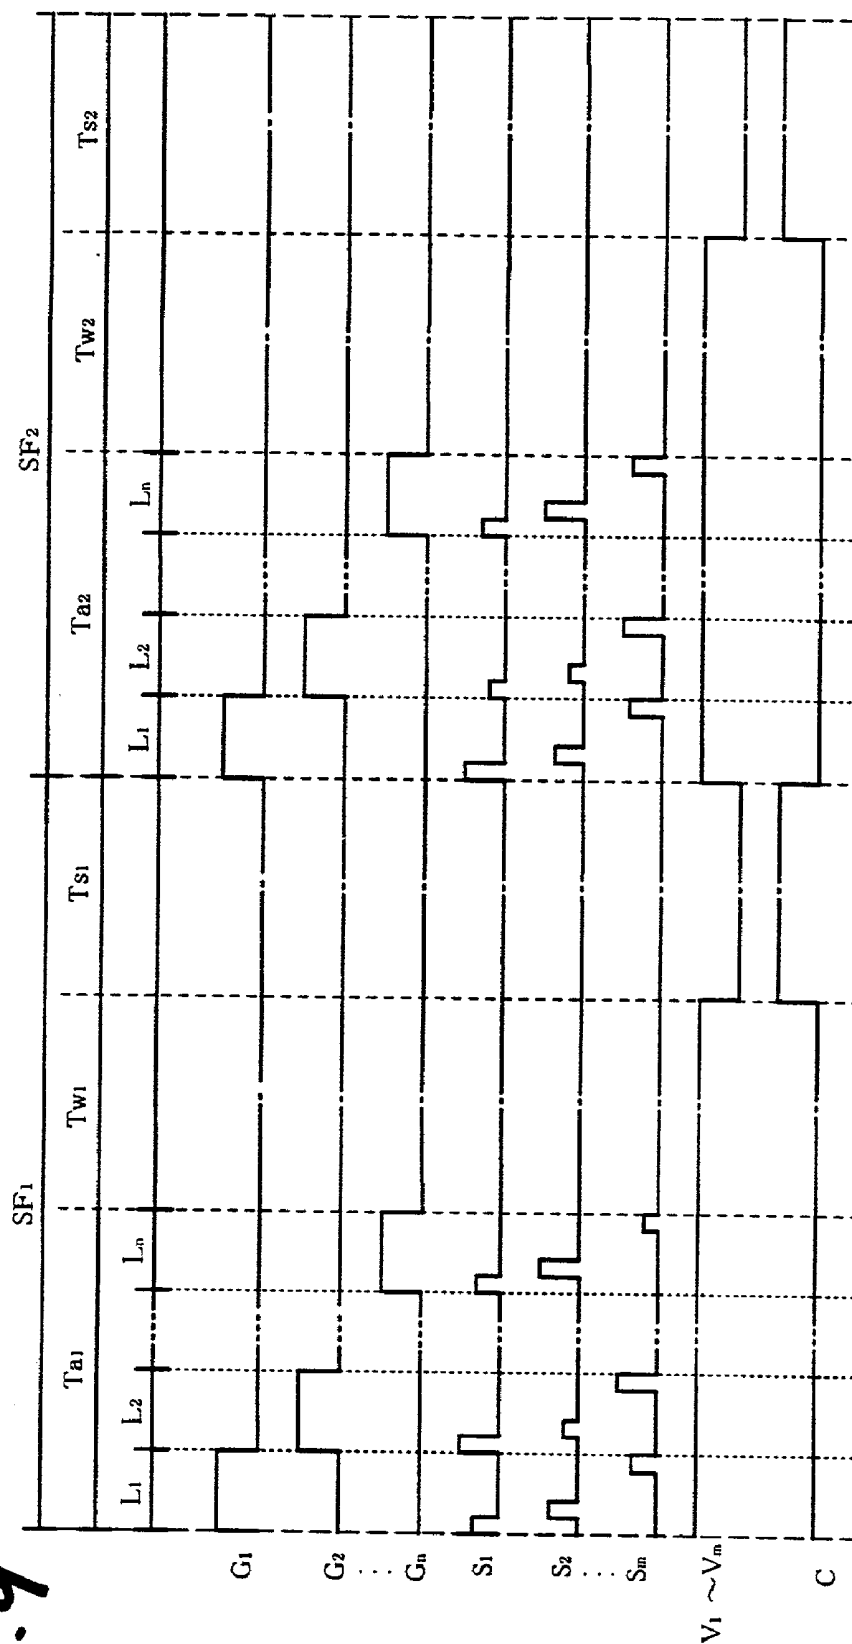 SF1 SF2
Ta1 Tw1 Ts1 Ta2 Tw2 Ts2
L1 L2 Ln L1 L2 Ln
G1
G2
⋮
Gn
S1
S2
⋮
Sm
V1 ~Vm
C